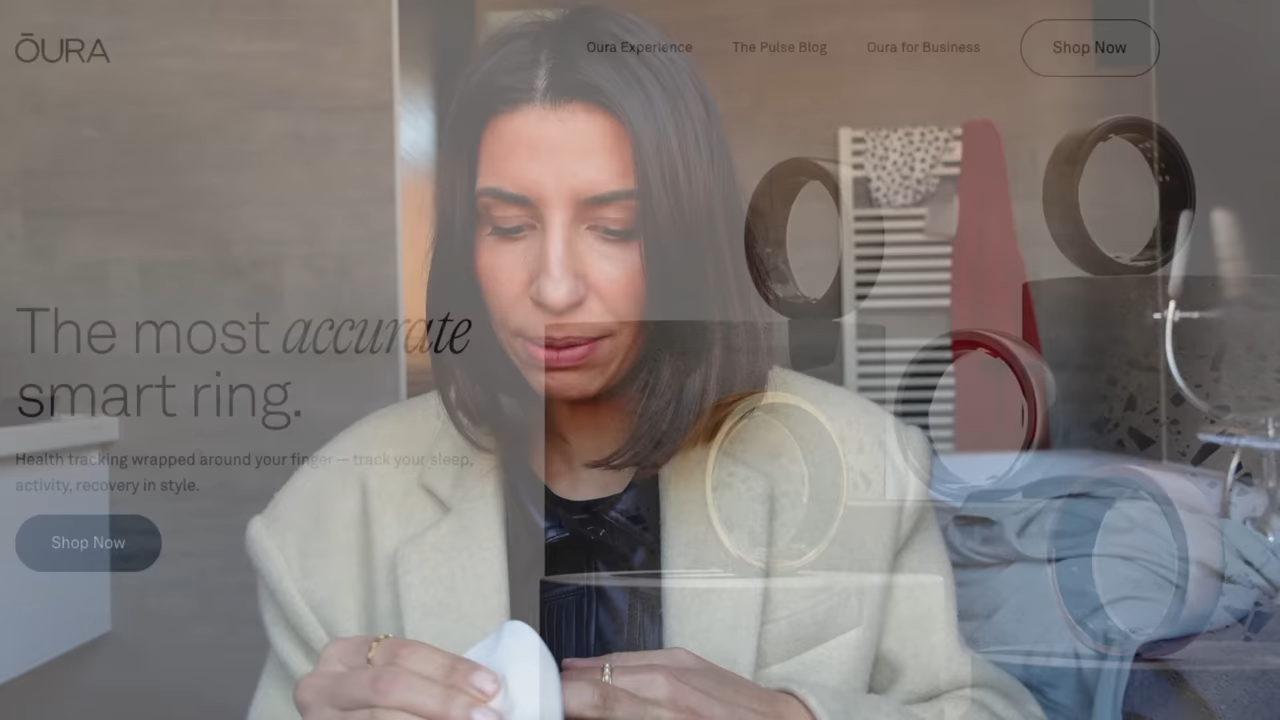 ŌURA
Oura Experience
The Pulse Blog
Oura for Business
Shop Now
The most accurate
smart ring.
Health tracking wrapped around your finger — track your sleep,
activity, recovery in style.
Shop Now